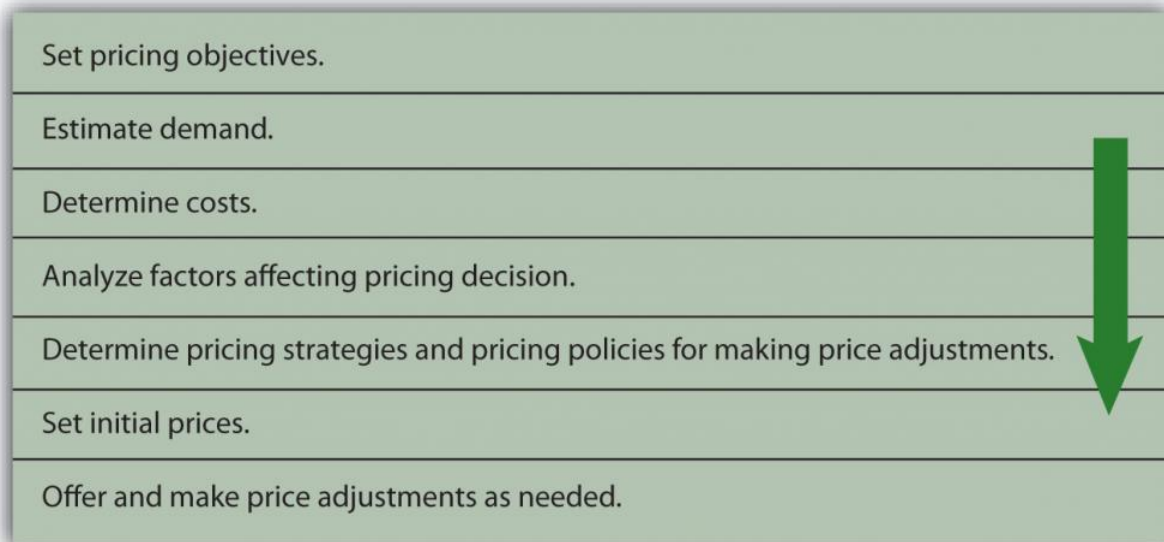 Set pricing objectives.
Estimate demand.
Determine costs.
Analyze factors affecting pricing decision.
Determine pricing strategies and pricing policies for making price adjustments.
Set initial prices.
Offer and make price adjustments as needed.